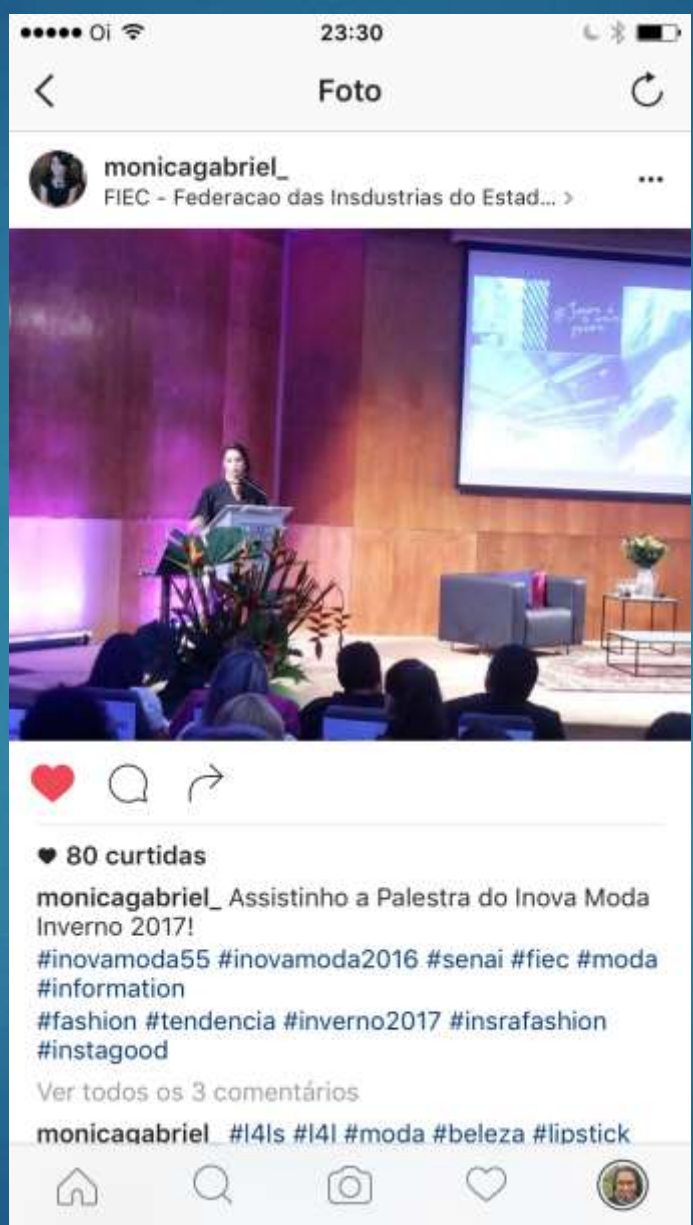 Oi 23:30
Foto
monicagabriel_
FIEC - Federacao das Insdustrias do Estad... >
80 curtidas
monicagabriel_ Assistinho a Palestra do Inova Moda
Inverno 2017!
#inovamoda55 #inovamoda2016 #senai #fiec #moda
#information
#fashion #tendencia #inverno2017 #insrafashion
#instagood
Ver todos os 3 comentários
monicagabriel_ #l4ls #l4l #moda #beleza #lipstick